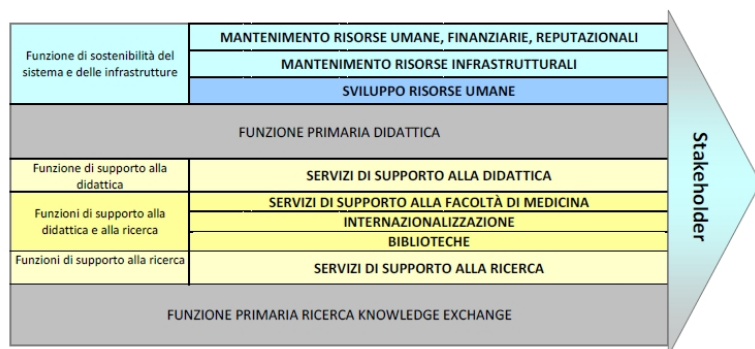 Funzione di sostenibilità del
sistema e delle infrastrutture
MANTENIMENTO RISORSE UMANE, FINANZIARIE, REPUTAZIONALI
MANTENIMENTO RISORSE INFRASTRUTTURALI
SVILUPPO RISORSE UMANE
FUNZIONE PRIMARIA DIDATTICA
Funzione di supporto alla
didattica
SERVIZI DI SUPPORTO ALLA DIDATTICA
Funzioni di supporto alla
didattica e alla ricerca
SERVIZI DI SUPPORTO ALLA FACOLTÀ DI MEDICINA
INTERNAZIONALIZZAZIONE
BIBLIOTECHE
Funzioni di supporto alla ricerca
SERVIZI DI SUPPORTO ALLA RICERCA
FUNZIONE PRIMARIA RICERCA KNOWLEDGE EXCHANGE
Stakeholder